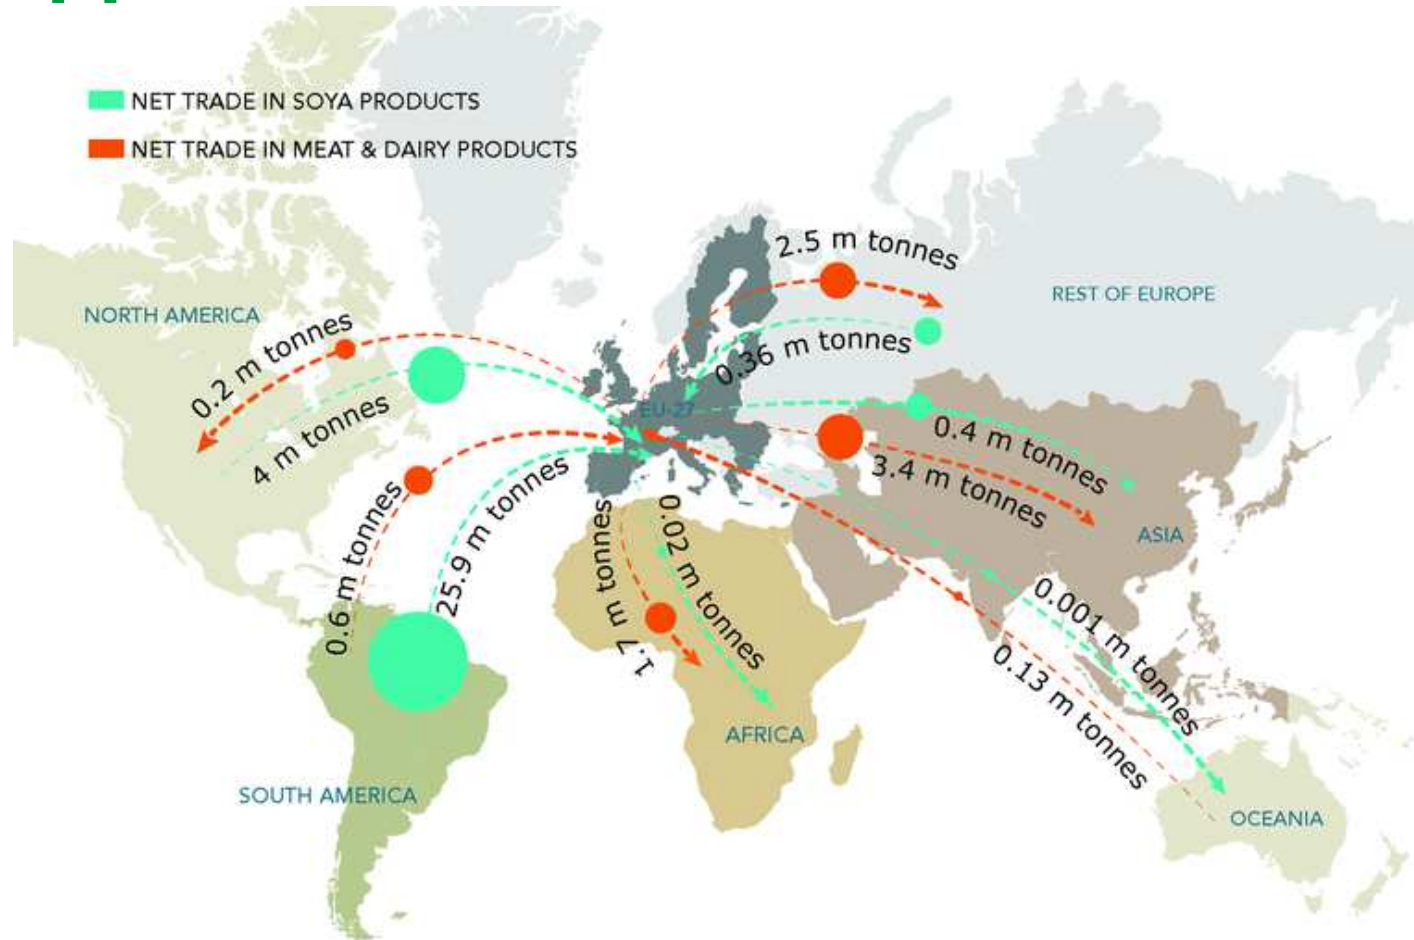 NET TRADE IN SOYA PRODUCTS
NET TRADE IN MEAT & DAIRY PRODUCTS
2.5 m tonnes
REST OF EUROPE
NORTH AMERICA
0.2 m tonnes
0.36 m tonnes
4 m tonnes
EU-27
0.4 m tonnes
3.4 m tonnes
ASIA
0.6 m tonnes
25.9 m tonnes
1.7 m tonnes
0.02 m tonnes
0.001 m tonnes
0.13 m tonnes
AFRICA
SOUTH AMERICA
OCEANIA